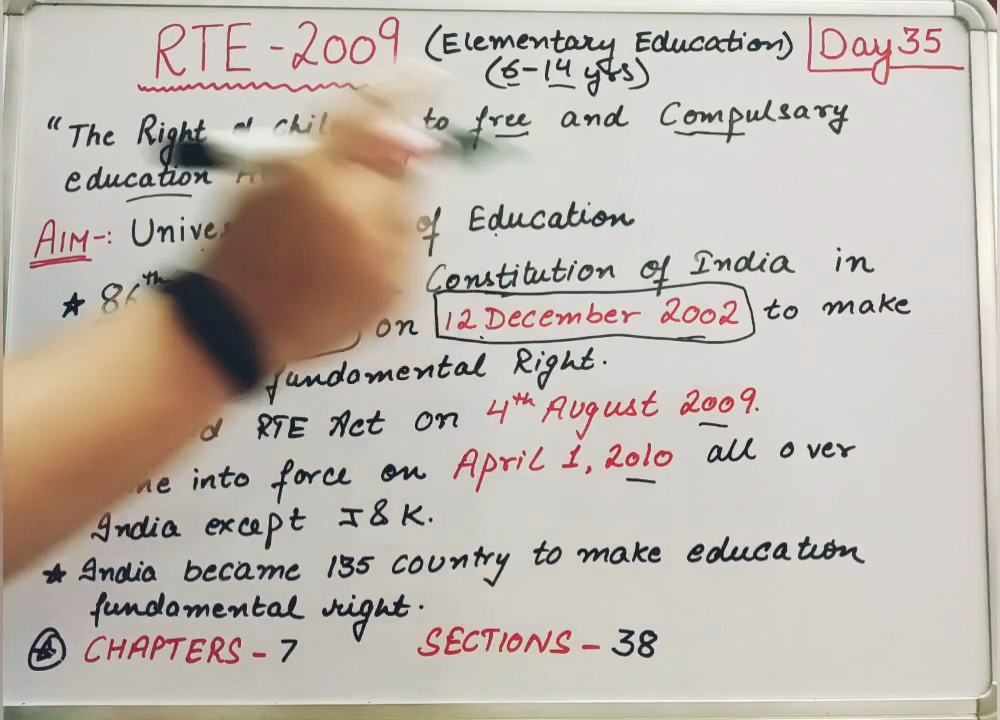 RTE-2009 (Elementary Education) Day 35
(6-14 yrs)
"The Right to free and Compulsary
education
AIM-: of Education
★ 86th Constitution of India in
on 12 December 2002 to make
fundamental Right.
RTE Act on 4th August 2009.
into force on April 1, 2010 all over
India except J&K.
★ India became 135 country to make education
fundamental right.
★ CHAPTERS - 7 SECTIONS - 38